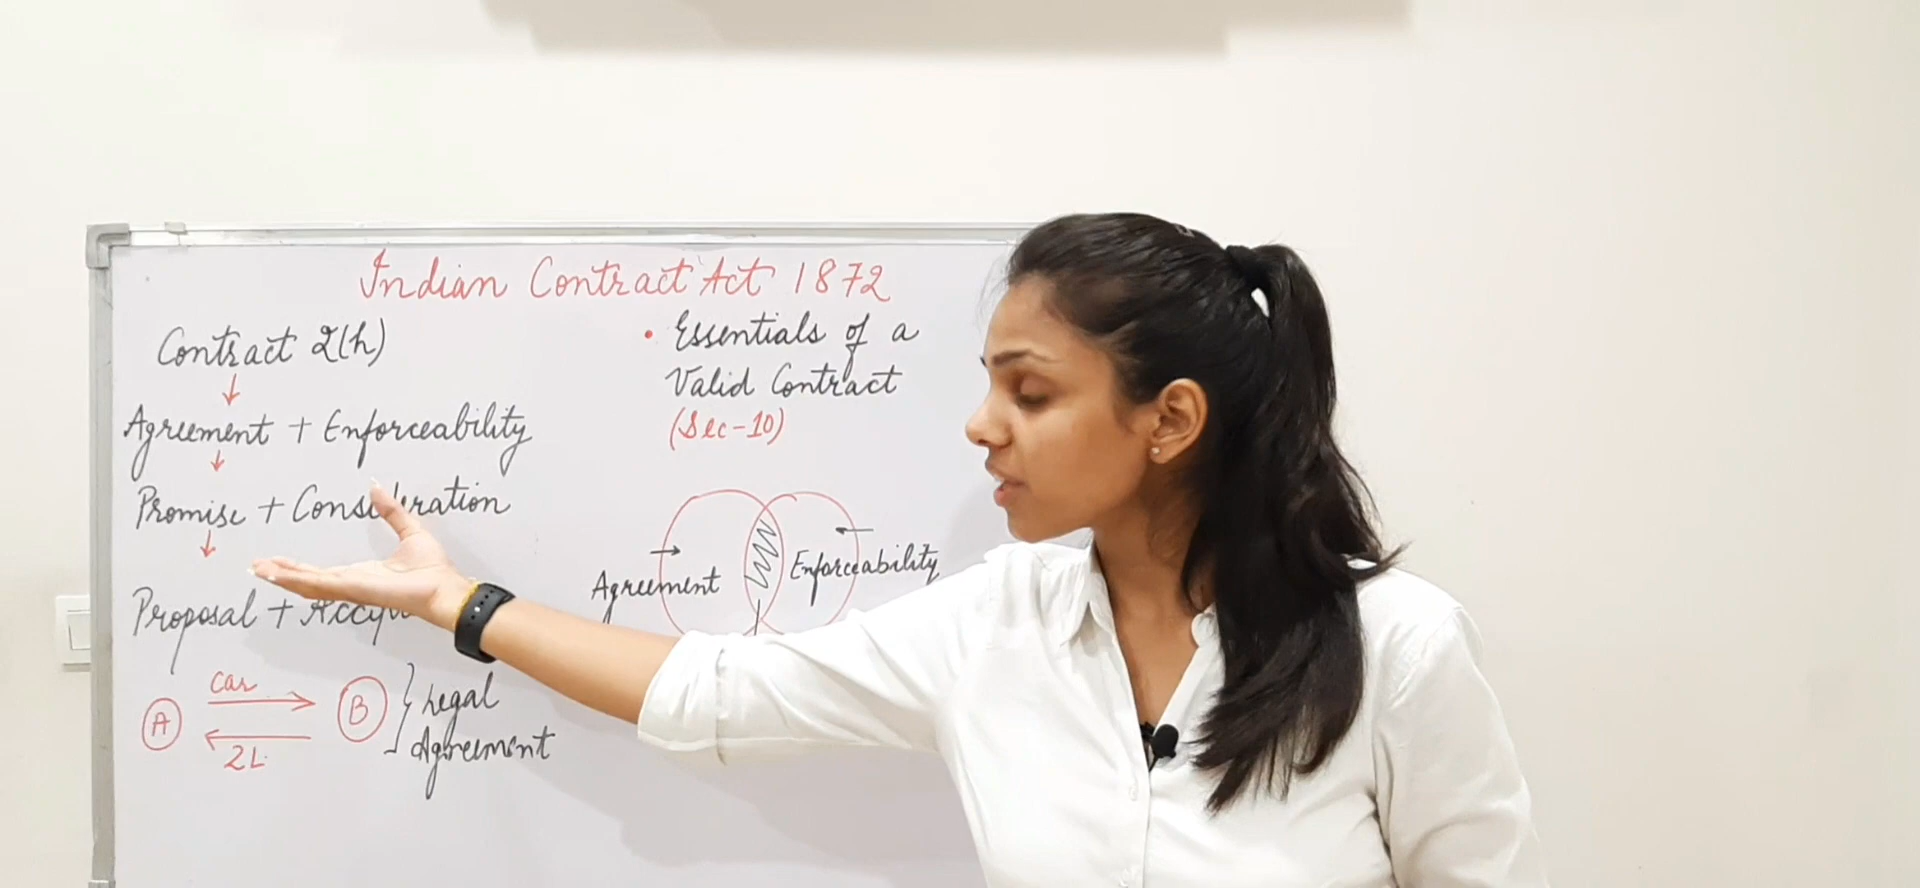 Indian Contract Act 1872
Contract 2(h)
Agreement + Enforceability
Promise +
Proposal +
A
car
B
2L
Legal
Agreement
• Essentials of a
Valid Contract
(Sec-10)
Agreement
Enforceability